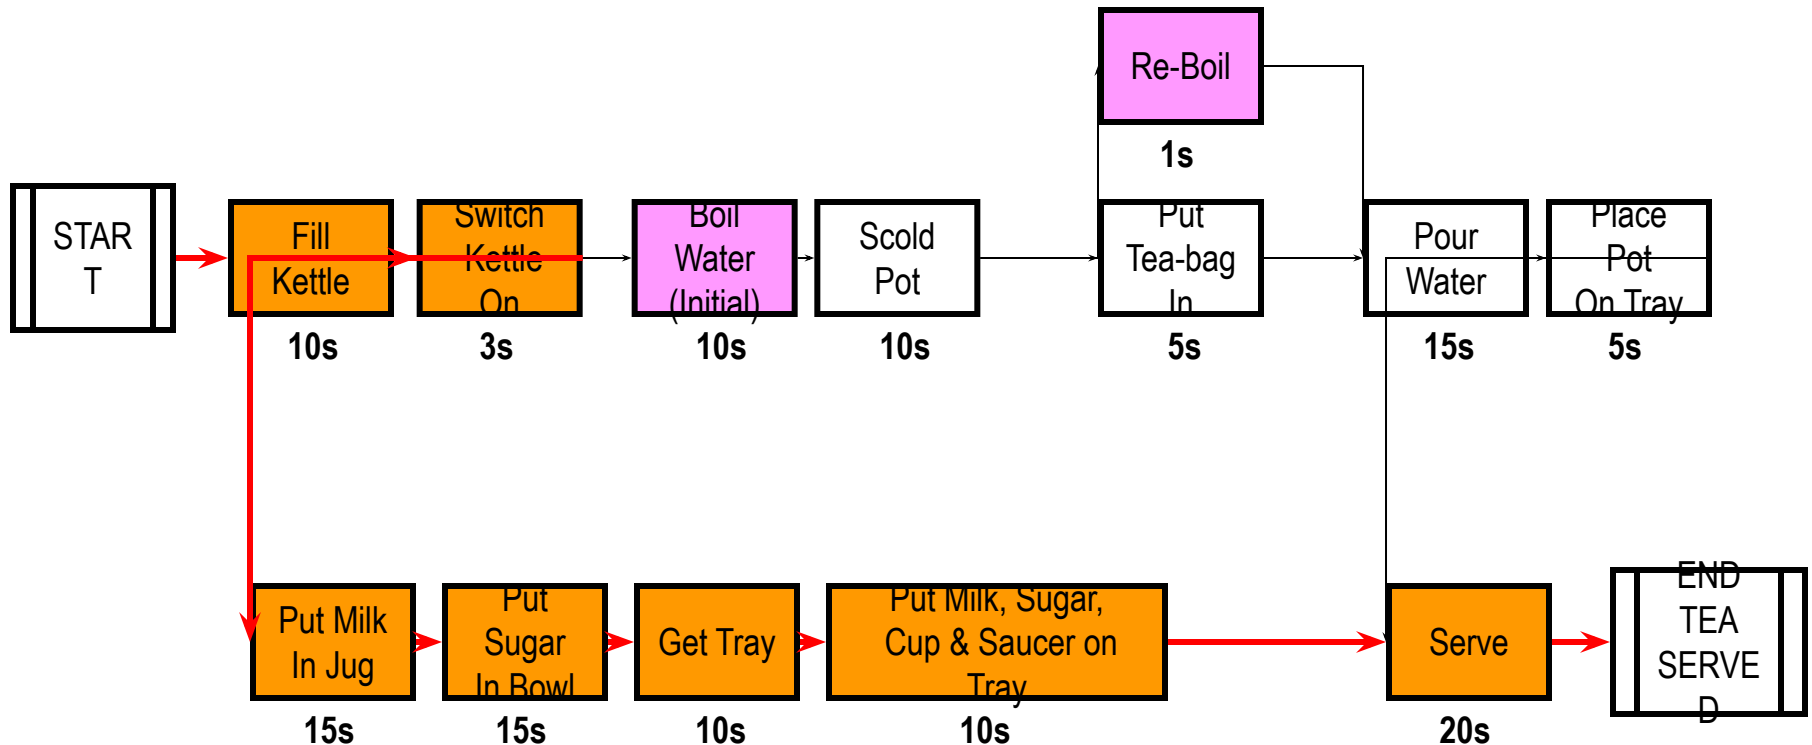 Re-Boil
1s
STAR
T
Fill
Kettle
10s
Switch
Kettle
On
3s
Boil
Water
(Initial)
10s
Scold
Pot
10s
Put
Tea-bag
In
5s
Pour
Water
15s
Place
Pot
On Tray
5s
Put Milk
In Jug
15s
Put
Sugar
In Bowl
15s
Get Tray
10s
Put Milk, Sugar,
Cup & Saucer on
Tray
10s
Serve
20s
END
TEA
SERVE
D